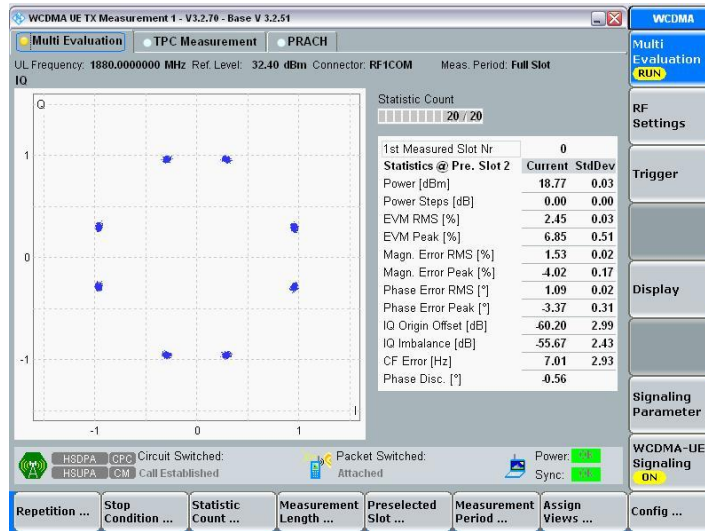 WCDMA UE TX Measurement 1 - V3.2.70 - Base V 3.2.51
WCDMA
Multi Evaluation
TPC Measurement
PRACH
Multi
Evaluation
RUN
UL Frequency: 1880.0000000 MHz Ref. Level: 32.40 dBm Connector: RF1COM Meas. Period: Full Slot
IQ
Q
1
0
-1
-1 0 1
I
Statistic Count
20 / 20
1st Measured Slot Nr 0
Statistics @ Pre. Slot 2 Current StdDev
Power [dBm] 18.77 0.03
Power Steps [dB] 0.00 0.00
EVM RMS [%] 2.45 0.03
EVM Peak [%] 6.85 0.51
Magn. Error RMS [%] 1.53 0.02
Magn. Error Peak [%] -4.02 0.17
Phase Error RMS [°] 1.09 0.02
Phase Error Peak [°] -3.37 0.31
IQ Origin Offset [dB] -60.20 2.99
IQ Imbalance [dB] -55.67 2.43
CF Error [Hz] 7.01 2.93
Phase Disc. [°] -0.56
RF
Settings
Trigger
Display
Signaling
Parameter
WCDMA-UE
Signaling
ON
HSDPA CPC Circuit Switched:
HSUPA CM Call Established
Packet Switched:
Attached
Power:
Sync:
Repetition ...
Stop
Condition ...
Statistic
Count ...
Measurement
Length ...
Preselected
Slot ...
Measurement
Period ...
Assign
Views ...
Config ...